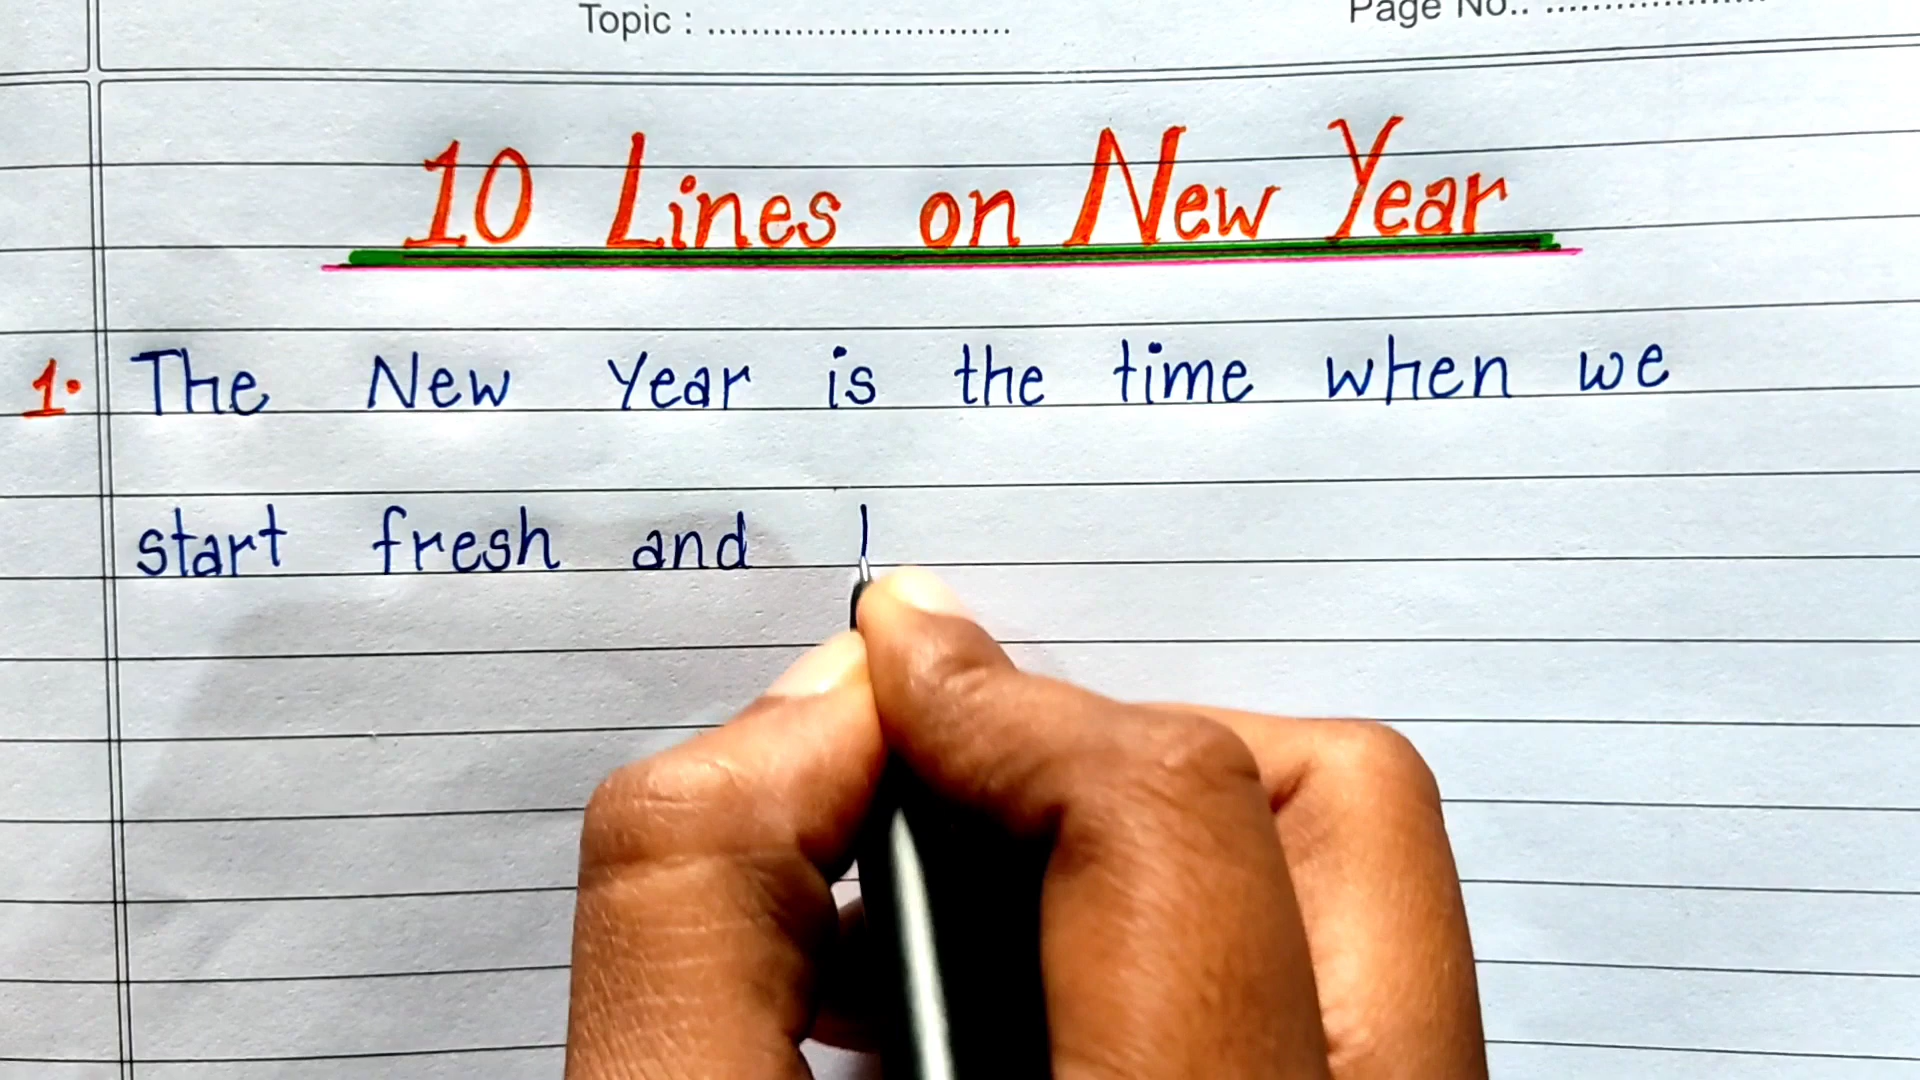 Topic : ............................
Page No.. ....................
10 Lines on New Year
1. The New Year is the time when we
start fresh and